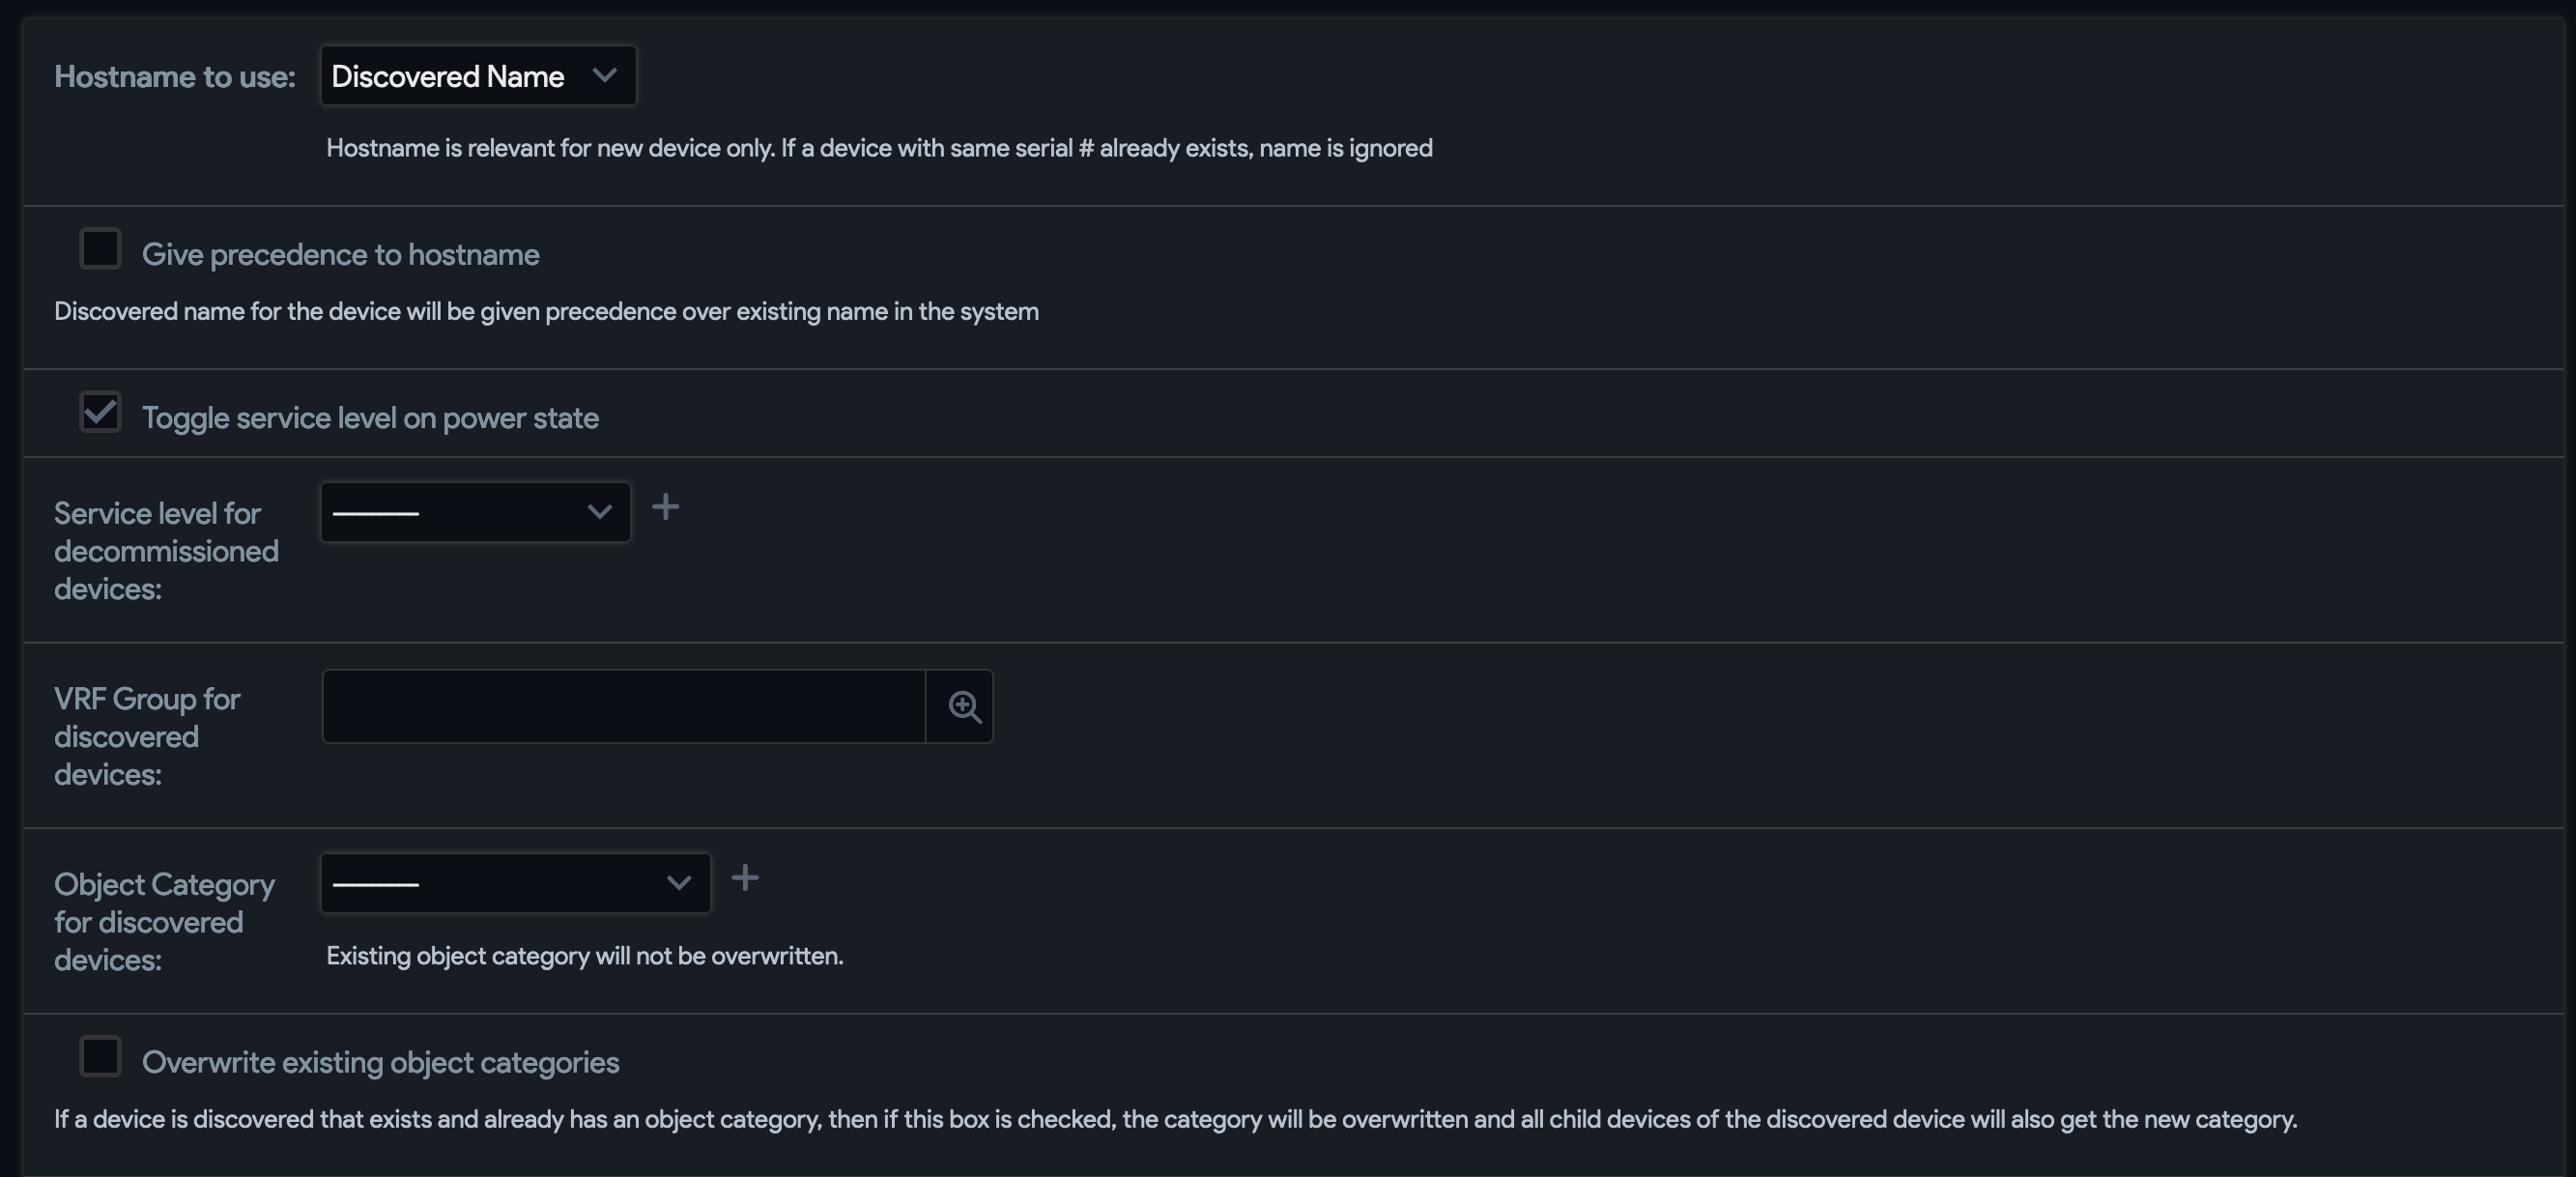 Hostname to use: Discovered Name
Hostname is relevant for new device only. If a device with same serial # already exists, name is ignored
Give precedence to hostname
Discovered name for the device will be given precedence over existing name in the system
Toggle service level on power state
Service level for
decommissioned
devices:
---------
VRF Group for
discovered
devices:
Object Category
for discovered
devices:
---------
Existing object category will not be overwritten.
Overwrite existing object categories
If a device is discovered that exists and already has an object category, then if this box is checked, the category will be overwritten and all child devices of the discovered device will also get the new category.